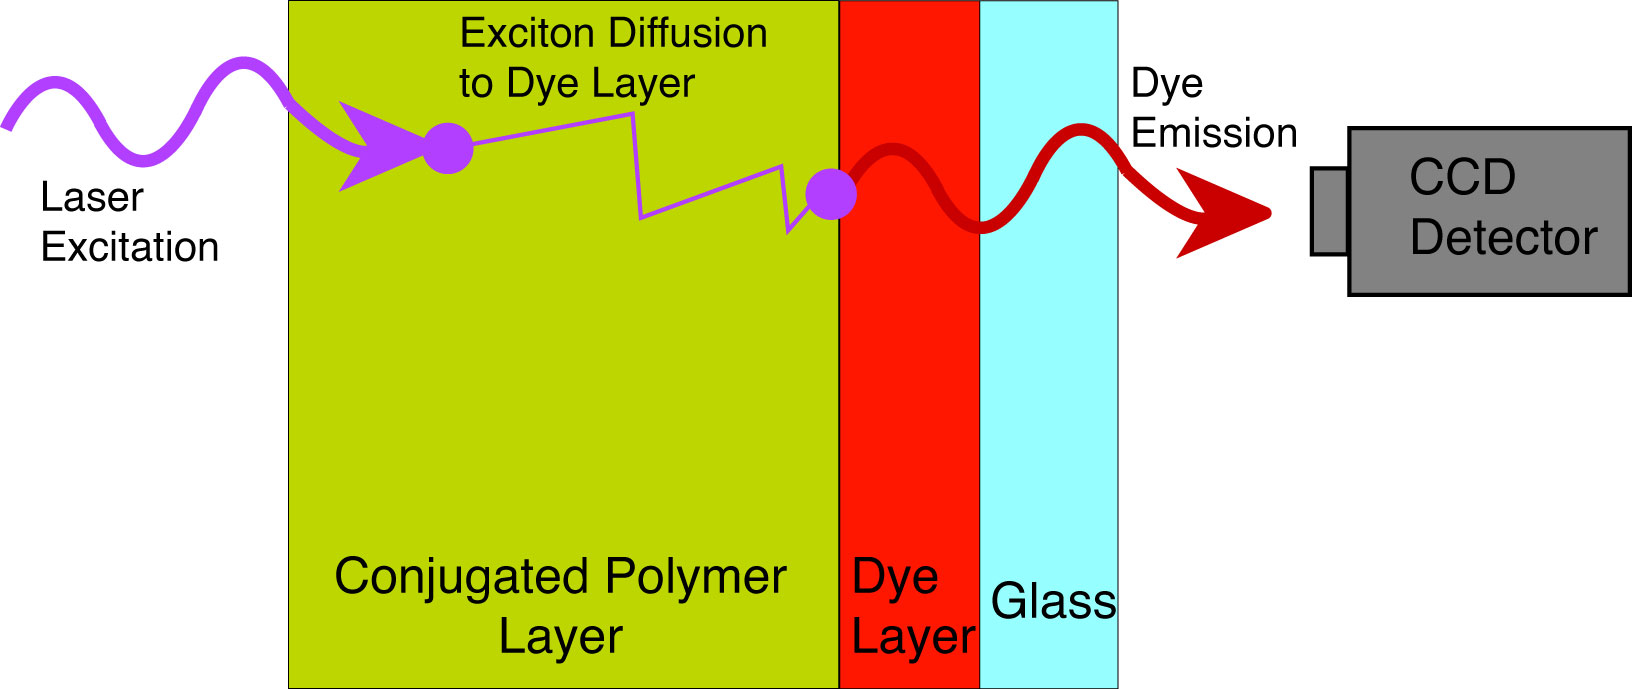 Exciton Diffusion
to Dye Layer
Laser
Excitation
Dye
Emission
CCD
Detector
Conjugated Polymer
Layer
Dye
Layer
Glass